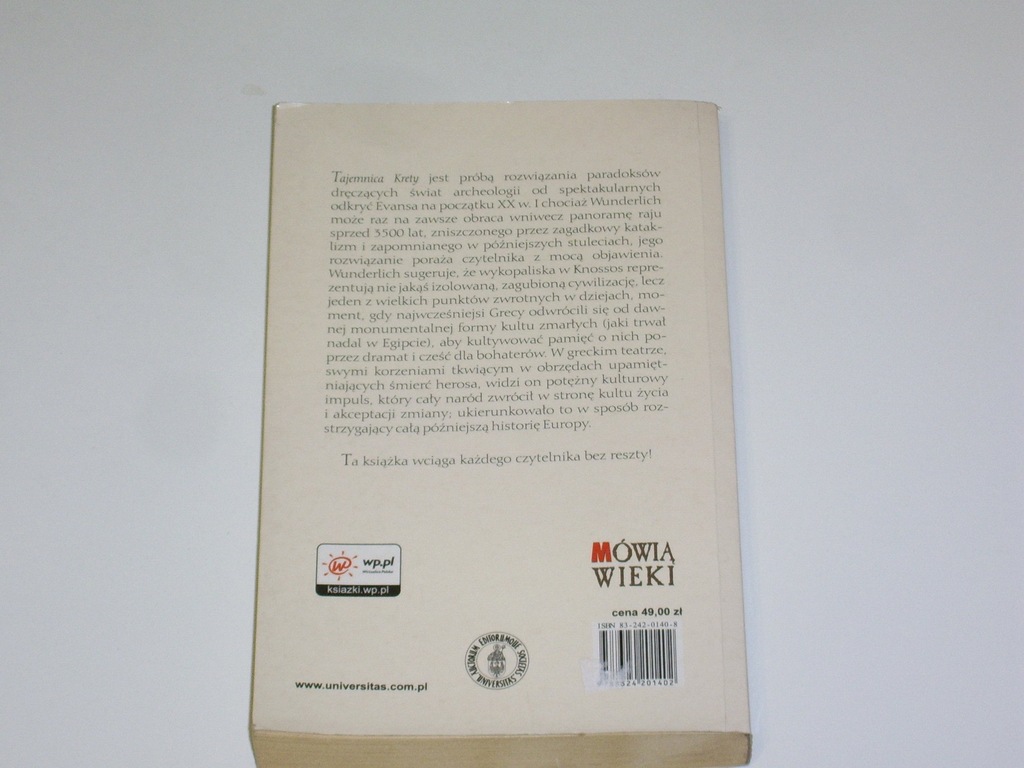 Tajemnica Krety jest próbą rozwiązania paradoksów
dręczących świat archeologii od spektakularnych
odkryć Evansa na początku XX w. I chociaż Wunderlich
może raz na zawsze obraca wniwecz panoramę raju
sprzed 3500 lat, zniszczonego przez zagadkowy katak-
lizm i zapomnianego w późniejszych stuleciach, jego
rozwiązanie poraża czytelnika z mocą objawienia.
Wunderlich sugeruje, że wykopaliska w Knossos repre-
zentują nie jakąś izolowaną, zagubioną cywilizację, lecz
jeden z wielkich punktów zwrotnych w dziejach, mo-
ment, gdy najwcześniejsi Grecy odwrócili się od daw-
nej monumentalnej formy kultu zmarłych (jaki trwał
nadal w Egipcie), aby kultywować pamięć o nich po-
przez dramat i cześć dla bohaterów. W greckim teatrze,
swymi korzeniami tkwiącym w obrzędach upamięt-
niających śmierć herosa, widzi on potężny kulturowy
impuls, który cały naród zwrócił w stronę kultu życia
i akceptacji zmiany; ukierunkowało to w sposób roz-
strzygający całą późniejszą historię Europy.
Ta książka wciąga każdego czytelnika bez reszty!
wp.pl
ksiazki.wp.pl
MÓWIĄ
WIEKI
cena 49,00 zł
ISBN 83-242-0140-8
www.universitas.com.pl